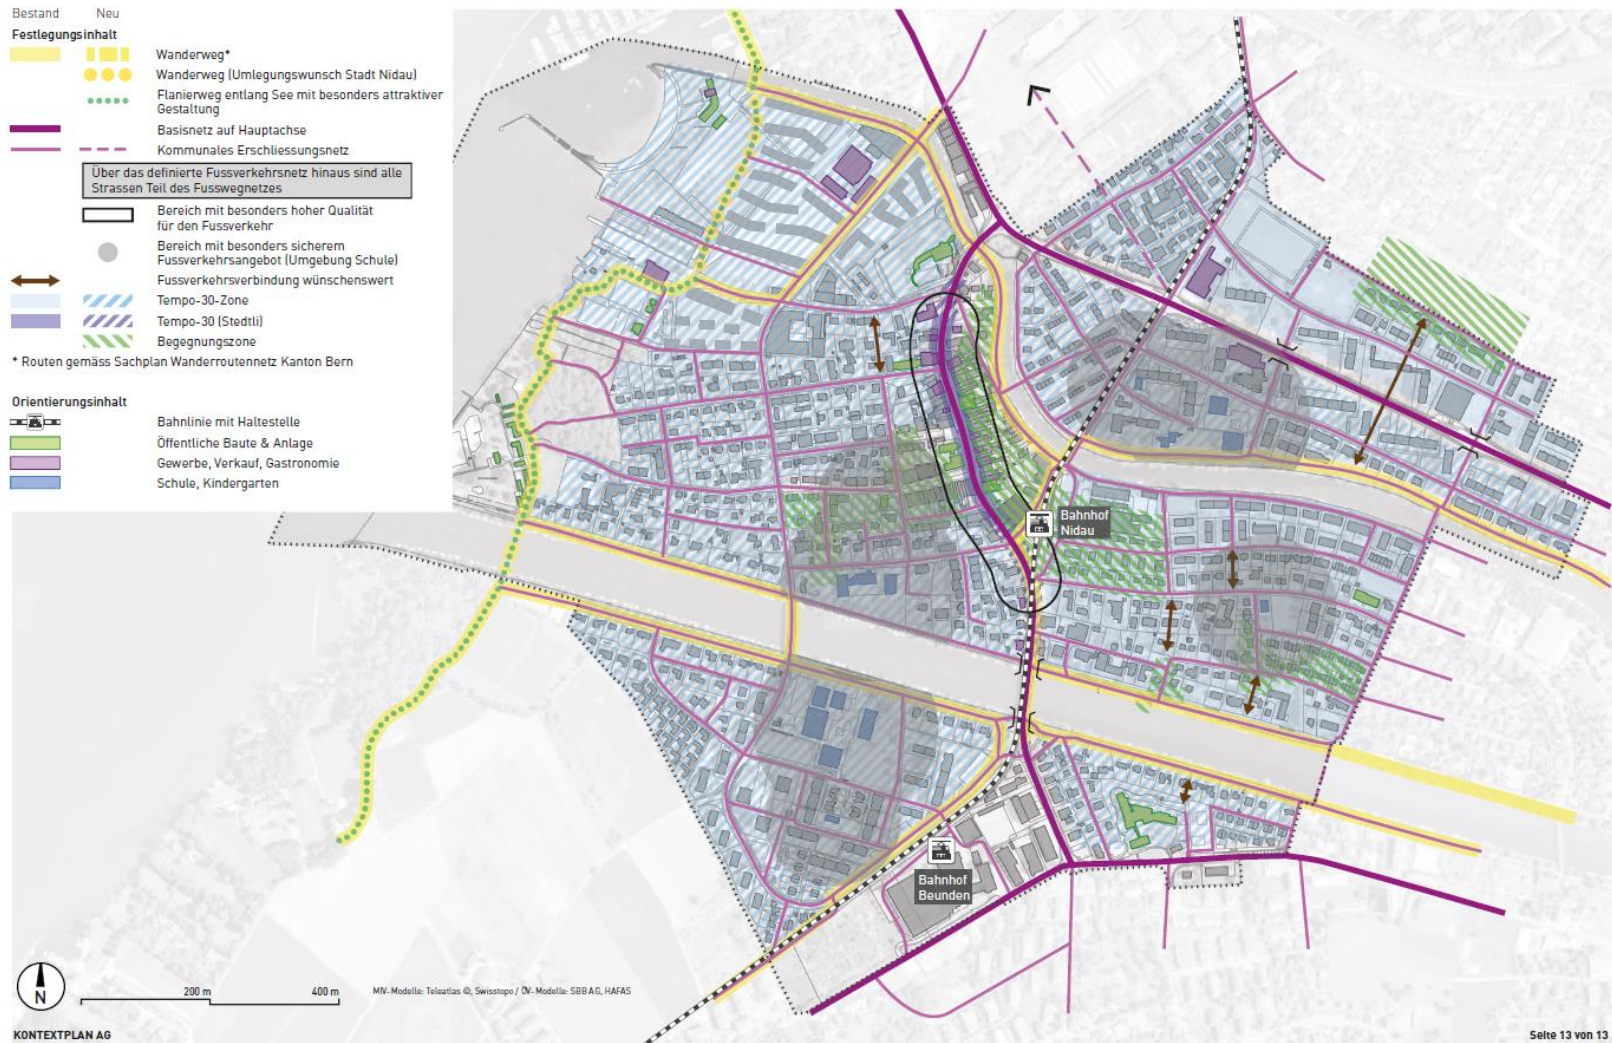 Bestand Neu
Festlegungsinhalt
Wanderweg*
Wanderweg (Umlegungswunsch Stadt Nidau)
Flanierweg entlang See mit besonders attraktiver
Gestaltung
Basisnetz auf Hauptachse
Kommunales Erschliessungsnetz
Über das definierte Fussverkehrsnetz hinaus sind alle
Strassen Teil des Fusswegnetzes
Bereich mit besonders hoher Qualität
für den Fussverkehr
Bereich mit besonders sicherem
Fussverkehrsangebot (Umgebung Schule)
Fussverkehrsverbindung wünschenswert
Tempo-30-Zone
Tempo-30 (Stedtli)
Begegnungszone
* Routen gemäss Sachplan Wanderroutennetz Kanton Bern
Orientierungsinhalt
Bahnlinie mit Haltestelle
Öffentliche Baute & Anlage
Gewerbe, Verkauf, Gastronomie
Schule, Kindergarten
Bahnhof
Nidau
Bahnhof
Beunden
N
200 m
400 m
MIV-Modelle: Teleatlas ©, Swisstopo / ÖV-Modelle: SBB AG, HAFAS
KONTEXTPLAN AG
Seite 13 von 13